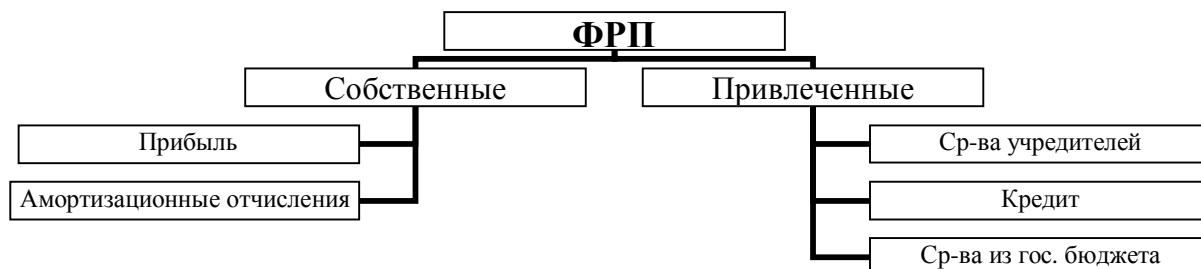 ФРП
Собственные
Привлеченные
Прибыль
Ср-ва учредителей
Амортизационные отчисления
Кредит
Ср-ва из гос. бюджета